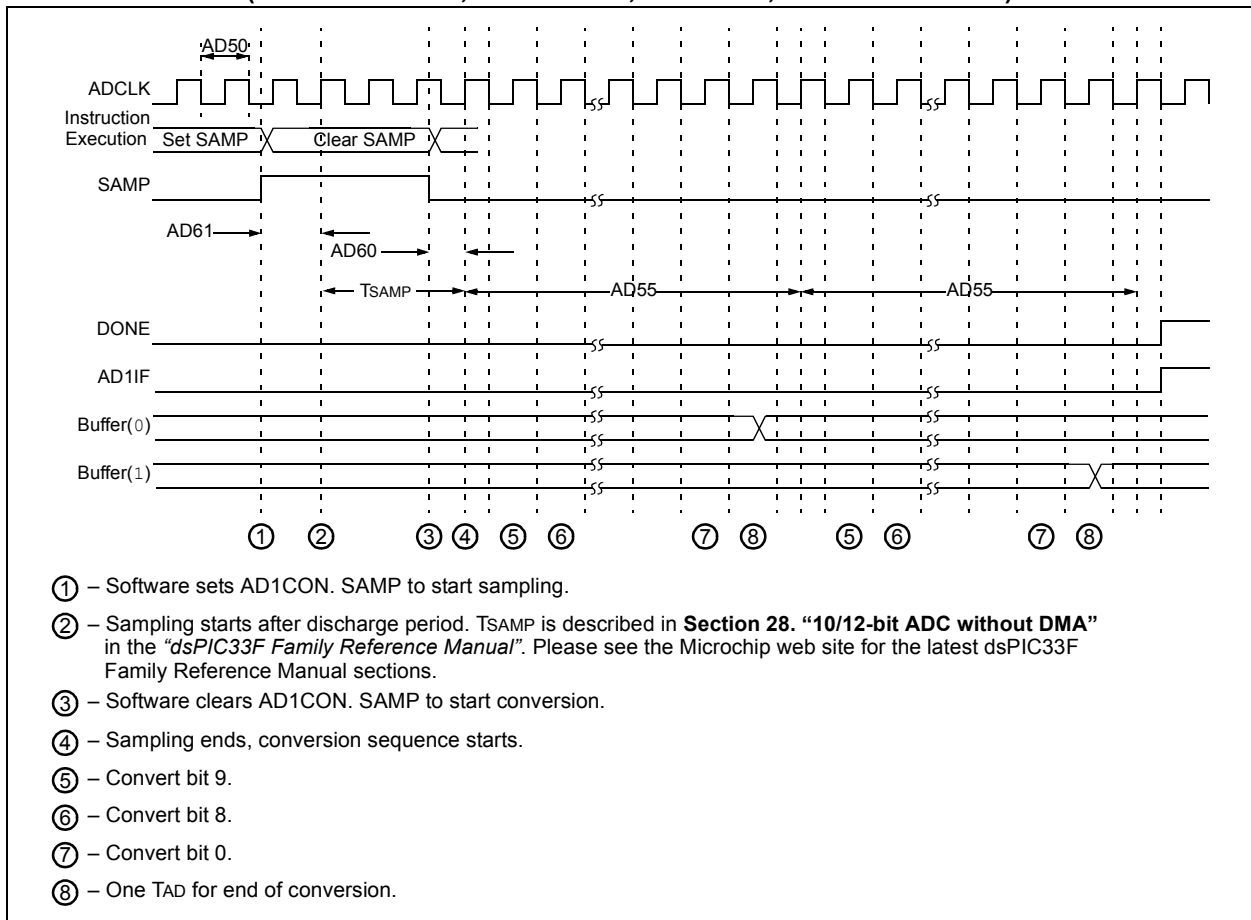 AD50
ADCLK
Instruction
Execution Set SAMP Clear SAMP
SAMP
AD61
AD60
TSAMP AD55 AD55
DONE
AD1IF
Buffer(0)
Buffer(1)
1 2 3 4 5 6 7 8 5 6 7 8
1 – Software sets AD1CON. SAMP to start sampling.
2 – Sampling starts after discharge period. TSAMP is described in Section 28. “10/12-bit ADC without DMA”
in the “dsPIC33F Family Reference Manual”. Please see the Microchip web site for the latest dsPIC33F
Family Reference Manual sections.
3 – Software clears AD1CON. SAMP to start conversion.
4 – Sampling ends, conversion sequence starts.
5 – Convert bit 9.
6 – Convert bit 8.
7 – Convert bit 0.
8 – One TAD for end of conversion.